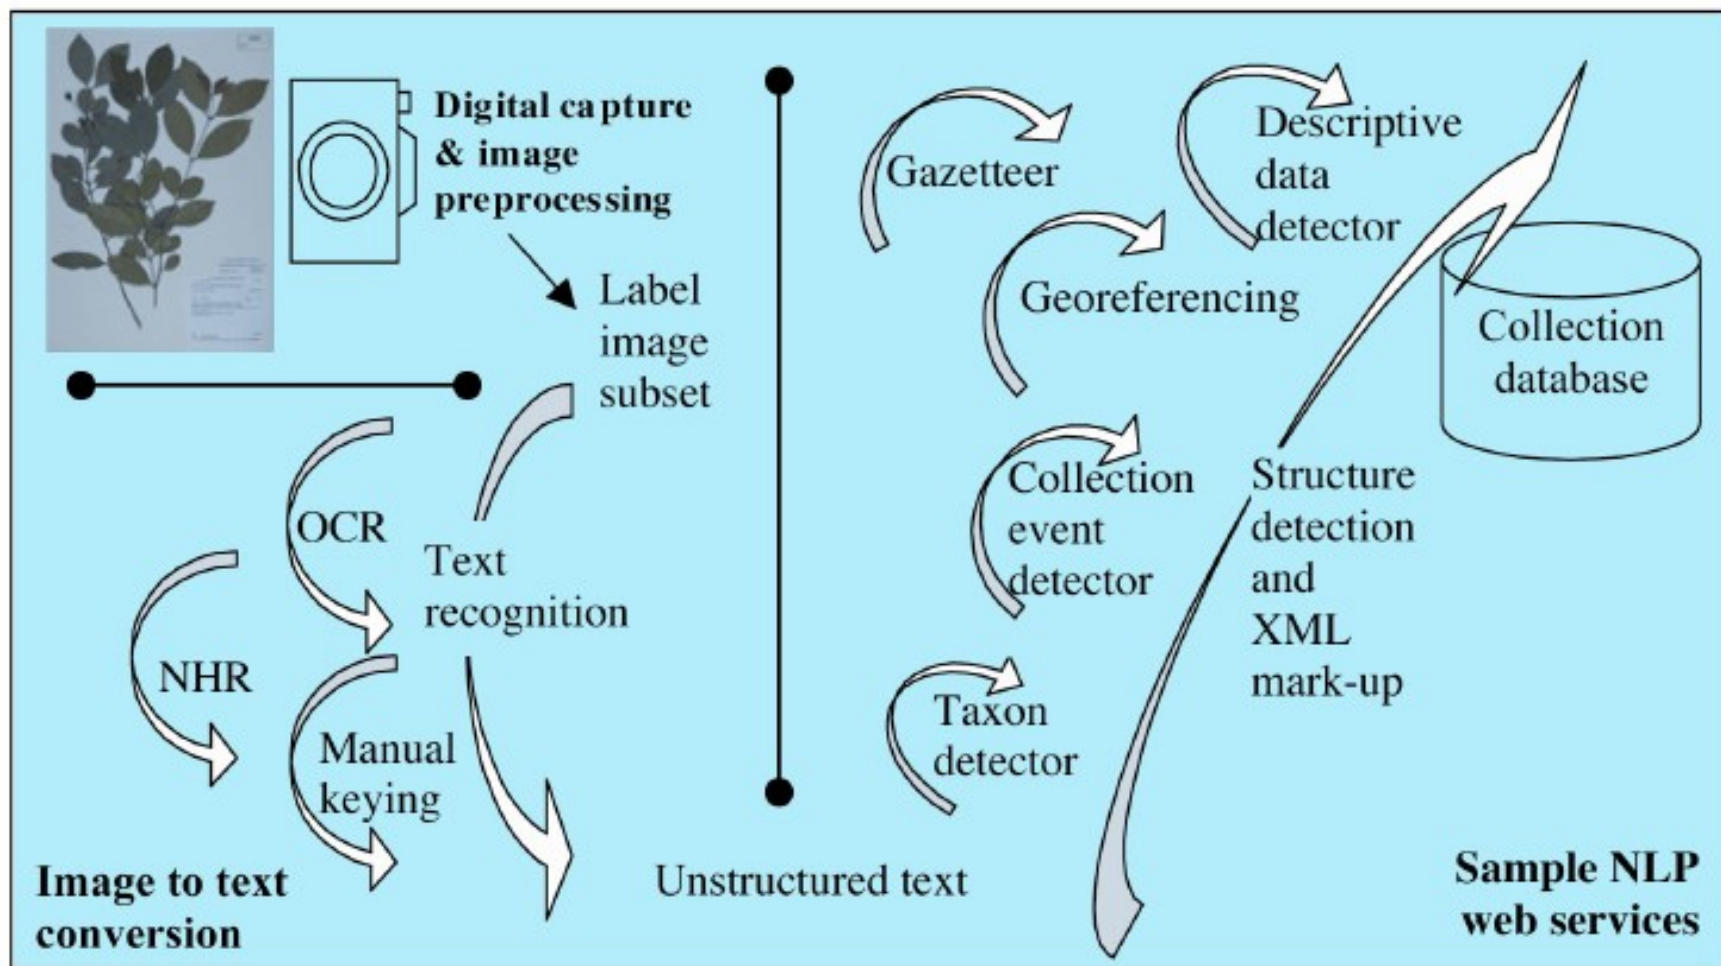 Digital capture
& image
preprocessing
Label
image
subset
OCR
Text
recognition
NHR
Manual
keying
Image to text
conversion
Unstructured text
Gazetteer
Descriptive
data
detector
Georeferencing
Collection
database
Collection
event
detector
Structure
detection
and
XML
mark-up
Taxon
detector
Sample NLP
web services